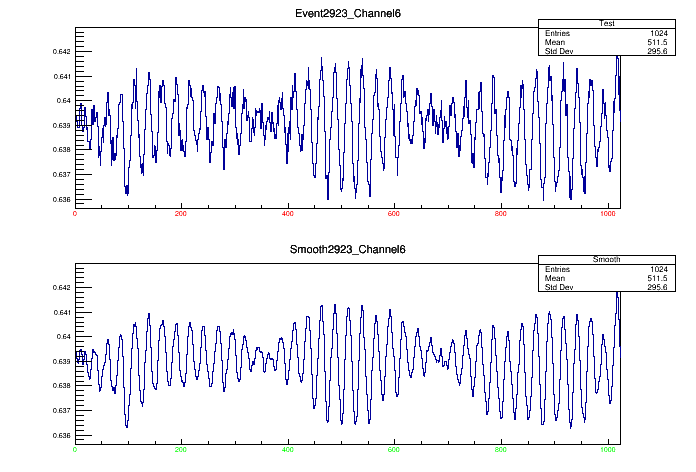 Event2923_Channel6
Test
Entries 1024
Mean 511.5
Std Dev 295.6
0.642
0.641
0.64
0.639
0.638
0.637
0.636
0 200 400 600 800 1000
Smooth2923_Channel6
Smooth
Entries 1024
Mean 511.5
Std Dev 295.6
0.642
0.641
0.64
0.639
0.638
0.637
0.636
0 200 400 600 800 1000